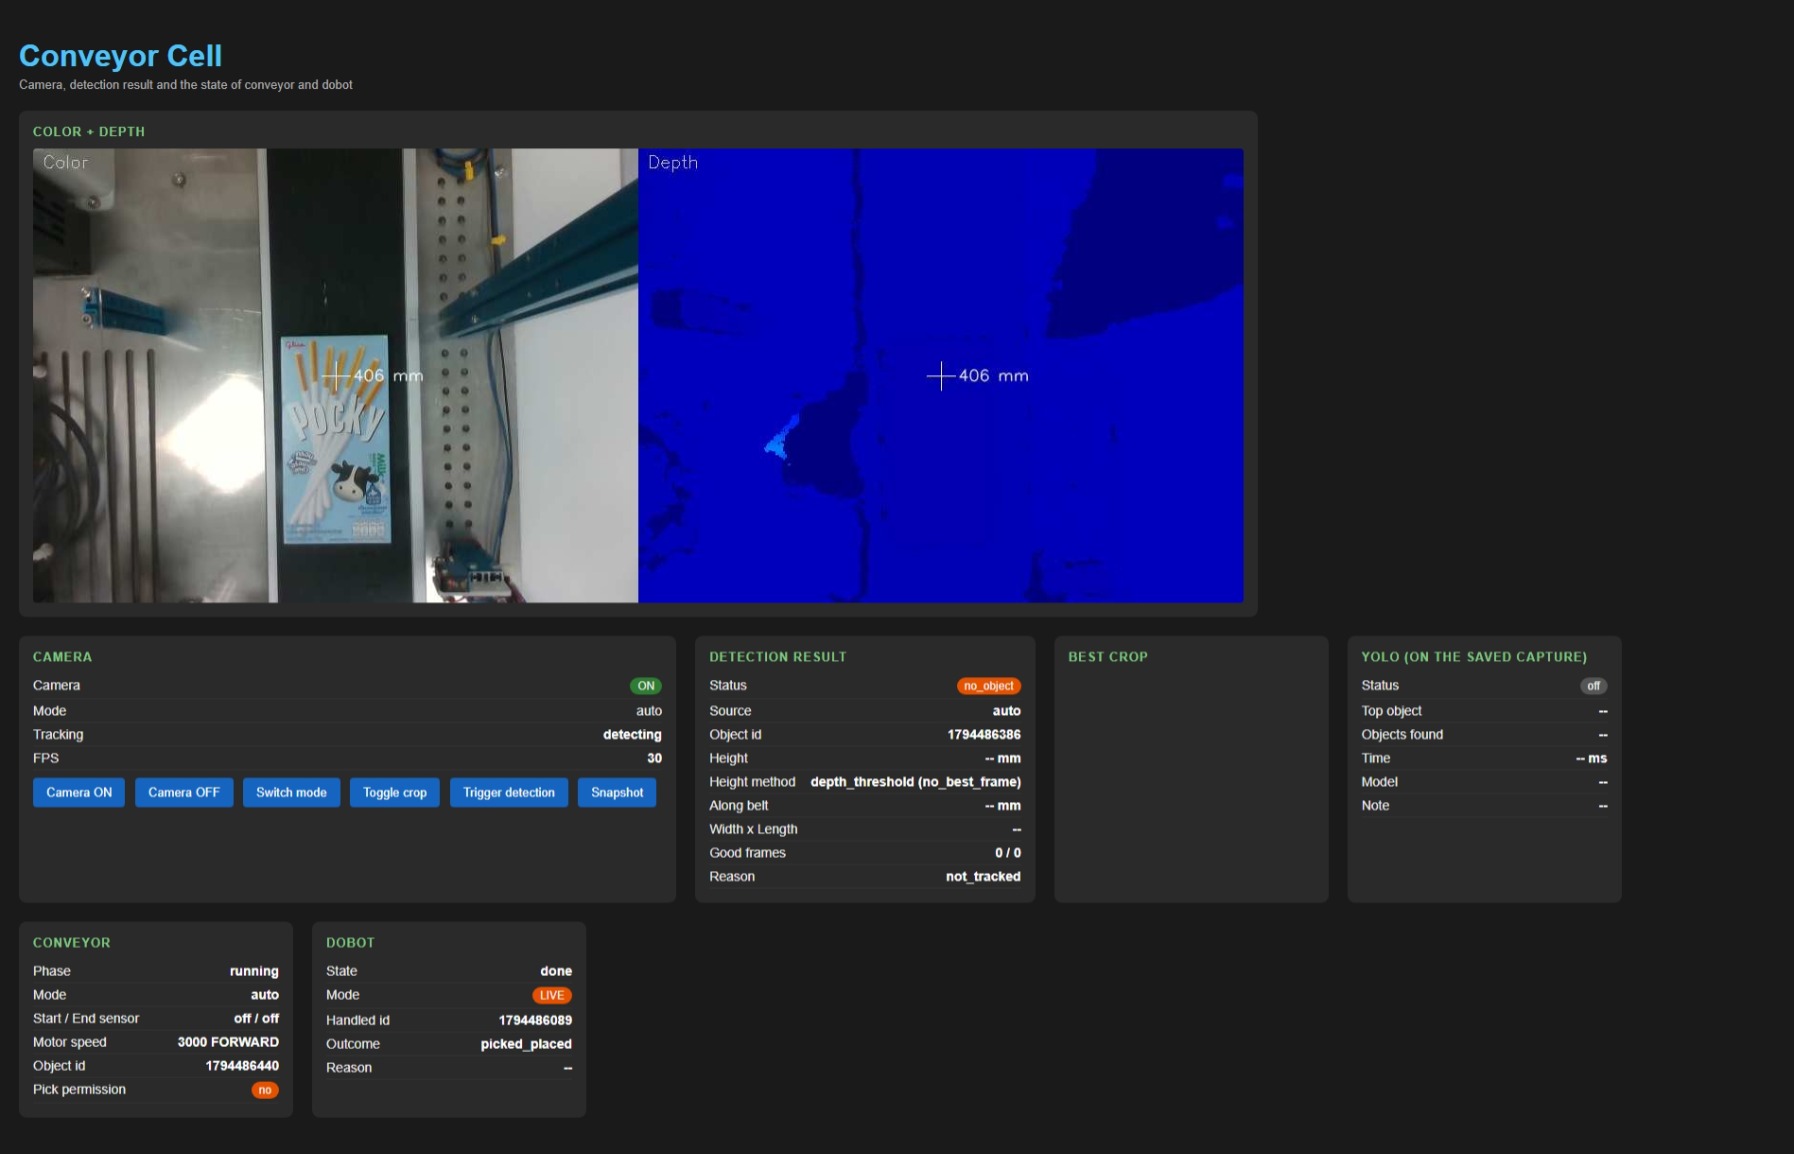 Conveyor Cell
Camera, detection result and the state of conveyor and dobot
COLOR + DEPTH
Color
Depth
Glico
406 mm
406 mm
POCKY
Milk
CAMERA
Camera ON
Mode auto
Tracking detecting
FPS 30
Camera ON Camera OFF Switch mode Toggle crop Trigger detection Snapshot
DETECTION RESULT
Status no_object
Source auto
Object id 1794486386
Height -- mm
Height method depth_threshold (no_best_frame)
Along belt -- mm
Width x Length --
Good frames 0 / 0
Reason not_tracked
BEST CROP
YOLO (ON THE SAVED CAPTURE)
Status off
Top object --
Objects found --
Time -- ms
Model --
Note --
CONVEYOR
Phase running
Mode auto
Start / End sensor off / off
Motor speed 3000 FORWARD
Object id 1794486440
Pick permission no
DOBOT
State done
Mode LIVE
Handled id 1794486089
Outcome picked_placed
Reason --